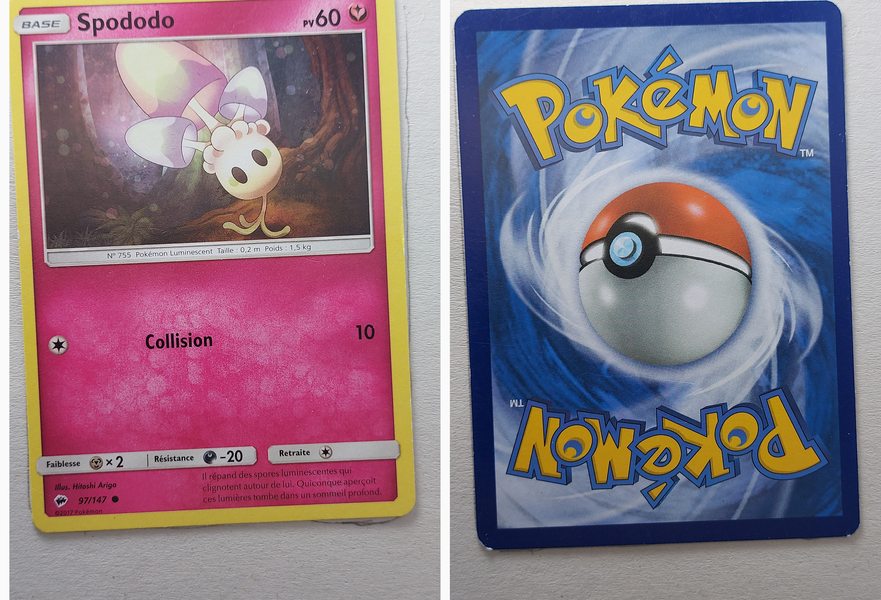 BASE Spododo PV60
N° 755 Pokémon Luminescent Taille : 0,2 m Poids : 1,5 kg
Collision 10
Faiblesse ×2 Résistance -20 Retraite
Illus. Hitoshi Ariga
97/147
©2017 Pokémon
Il répand des spores luminescentes qui
clignotent autour de lui. Quiconque aperçoit
ces lumières tombe dans un sommeil profond.
POKéMON
TM
TM
POKéMON